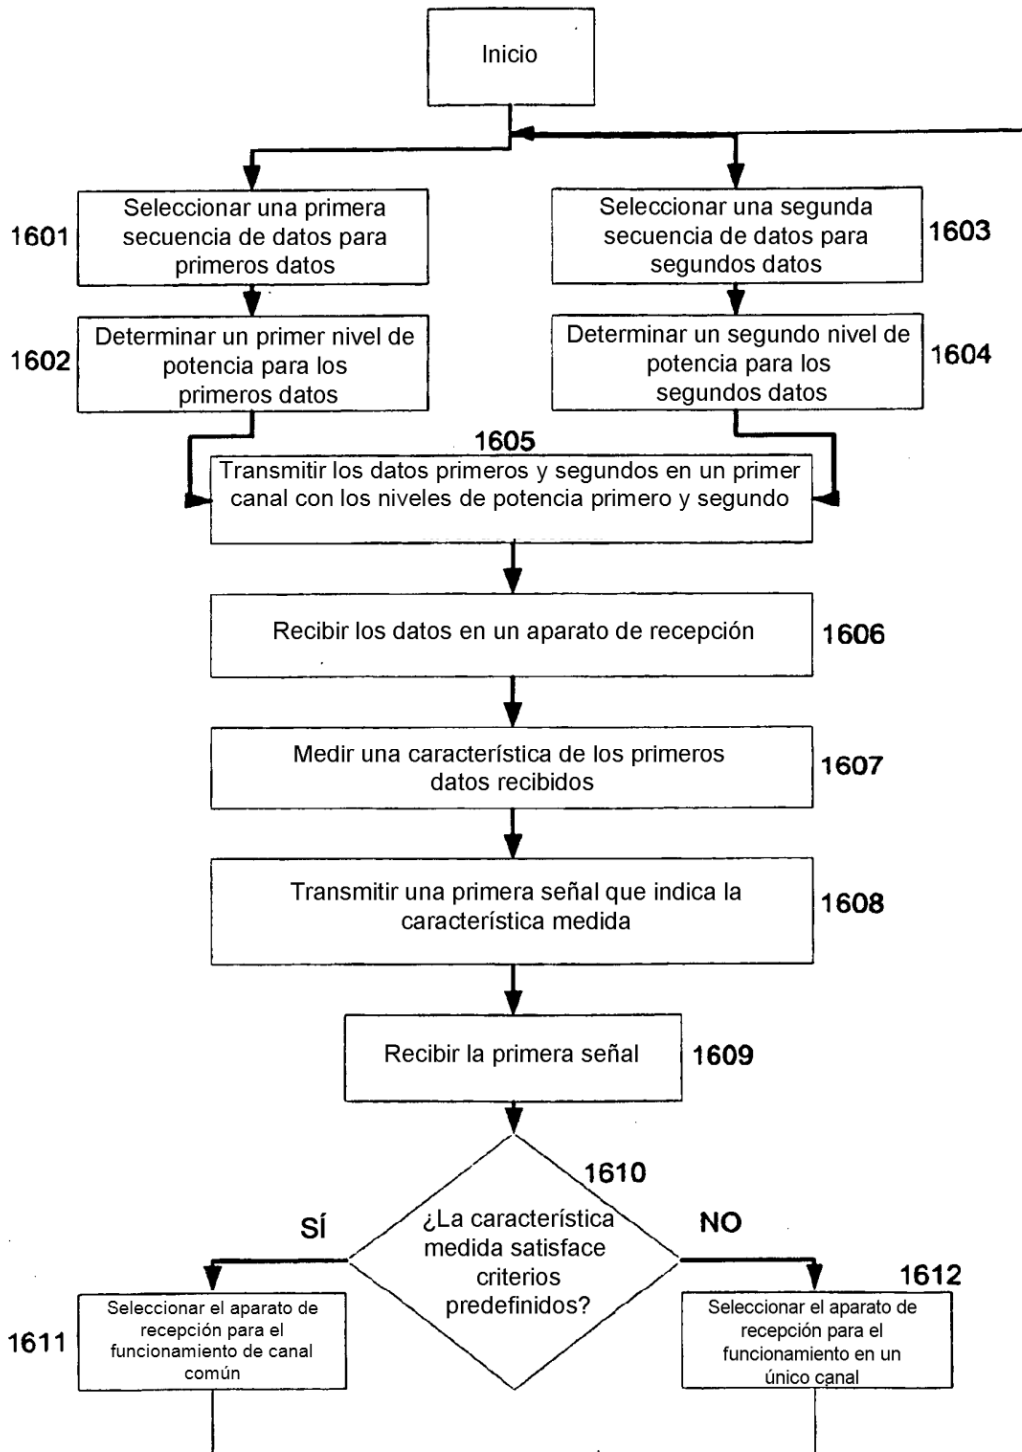 Inicio
1601
Seleccionar una primera
secuencia de datos para
primeros datos
Seleccionar una segunda
secuencia de datos para
segundos datos
1603
1602
Determinar un primer nivel de
potencia para los
primeros datos
Determinar un segundo nivel de
potencia para los
segundos datos
1604
1605
Transmitir los datos primeros y segundos en un primer
canal con los niveles de potencia primero y segundo
Recibir los datos en un aparato de recepción
1606
Medir una característica de los primeros
datos recibidos
1607
Transmitir una primera señal que indica la
característica medida
1608
Recibir la primera señal
1609
1610
¿La característica
medida satisface
criterios
predefinidos?
SÍ
NO
1611
Seleccionar el aparato de
recepción para el
funcionamiento de canal
común
1612
Seleccionar el aparato de
recepción para el
funcionamiento en un
único canal